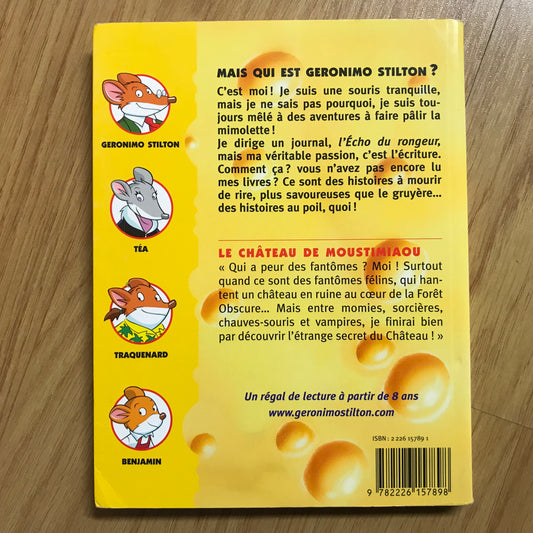 MAIS QUI EST GERONIMO STILTON ?
C'est moi ! Je suis une souris tranquille,
mais je ne sais pas pourquoi, je suis tou-
jours mêlé à des aventures à faire pâlir la
mimolette !
Je dirige un journal, l'Écho du rongeur,
mais ma véritable passion, c'est l'écriture.
Comment ça ? vous n'avez pas encore lu
mes livres ? Ce sont des histoires à mourir
de rire, plus savoureuses que le gruyère...
des histoires au poil, quoi !
LE CHÂTEAU DE MOUSTIMIAOU
« Qui a peur des fantômes ? Moi ! Surtout
quand ce sont des fantômes félins, qui han-
tent un château en ruine au cœur de la Forêt
Obscure... Mais entre momies, sorcières,
chauves-souris et vampires, je finirai bien
par découvrir l'étrange secret du Château ! »
Un régal de lecture à partir de 8 ans
www.geronimostilton.com
ISBN : 2 226 15789 1
9 782226 157898
GERONIMO STILTON
TÉA
TRAQUENARD
BENJAMIN